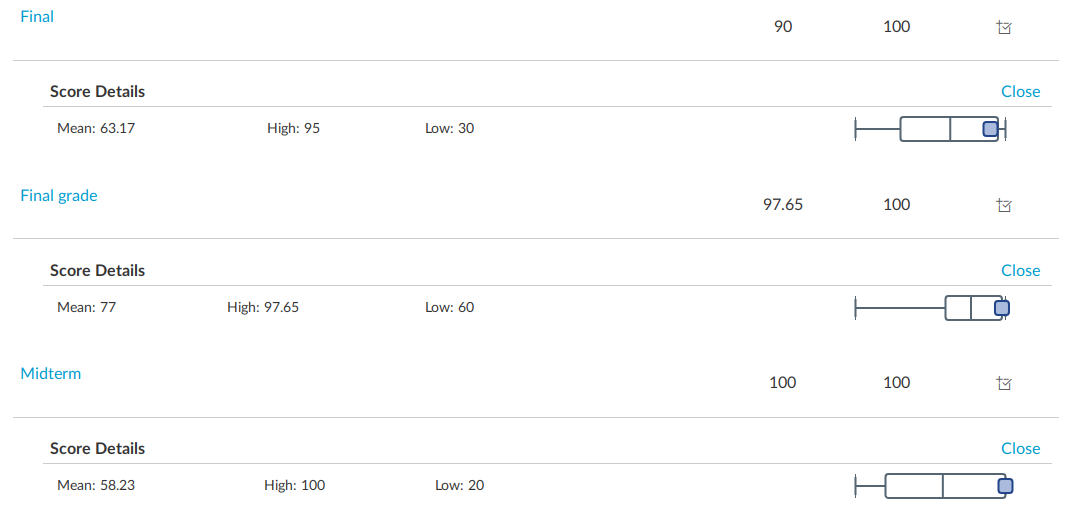 Final
90 100
Score Details Close
Mean: 63.17 High: 95 Low: 30
Final grade
97.65 100
Score Details Close
Mean: 77 High: 97.65 Low: 60
Midterm
100 100
Score Details Close
Mean: 58.23 High: 100 Low: 20